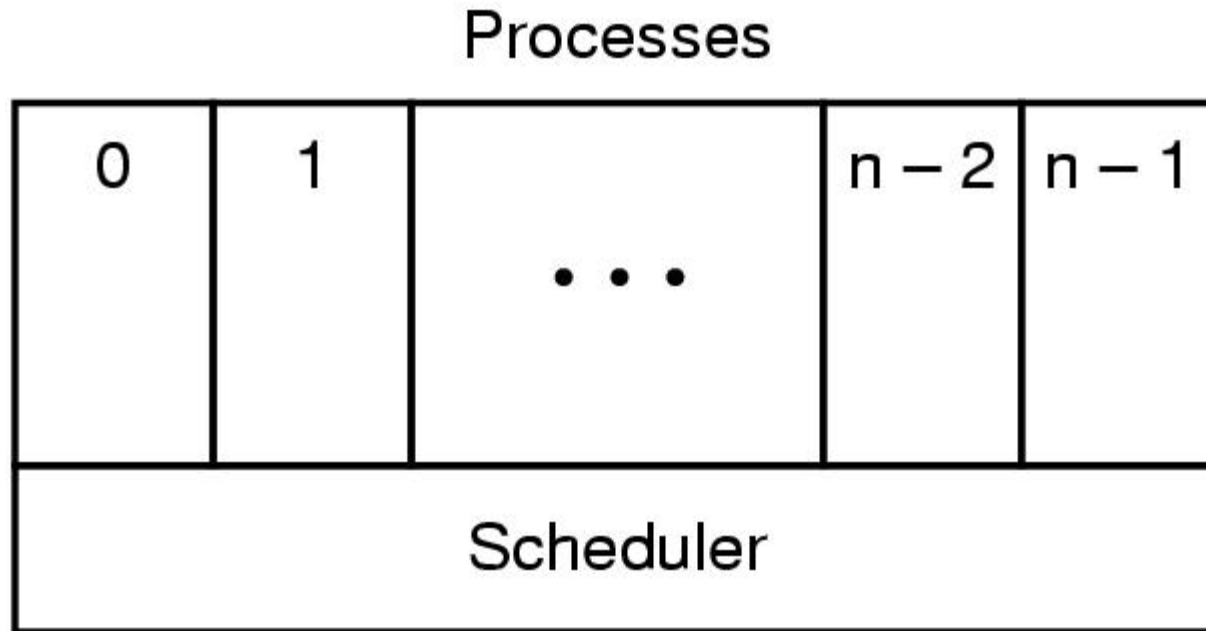 Processes
0 1 • • • n – 2 n – 1
Scheduler